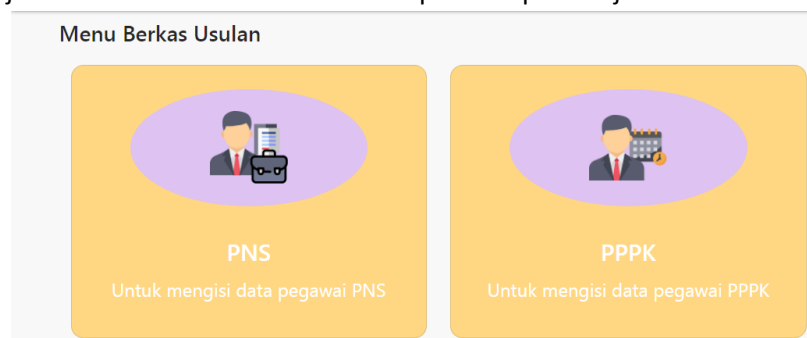 Menu Berkas Usulan
PNS
Untuk mengisi data pegawai PNS
PPPK
Untuk mengisi data pegawai PPPK